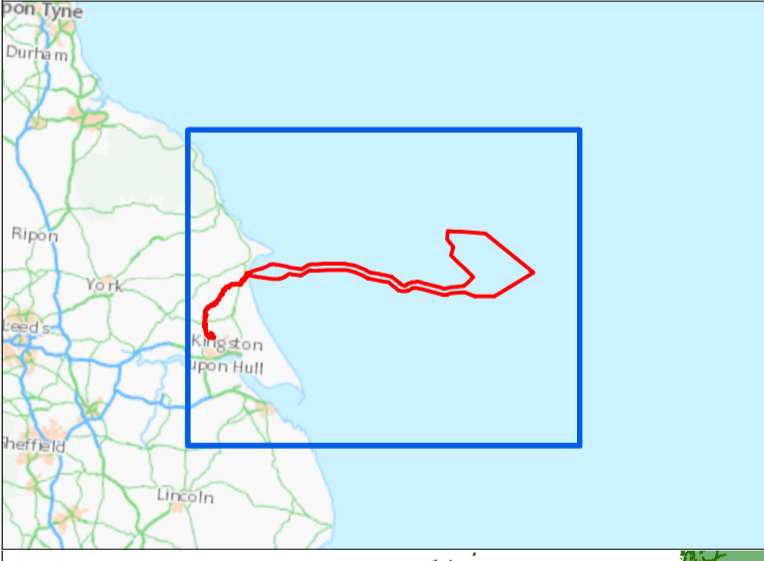 pon Tyne
Durham
Ripon
York
Leeds
Kingston
upon Hull
Sheffield
Lincoln